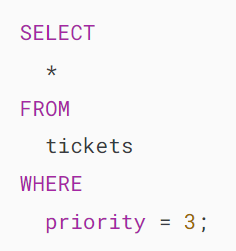 SELECT
  *
FROM
  tickets
WHERE
  priority = 3;